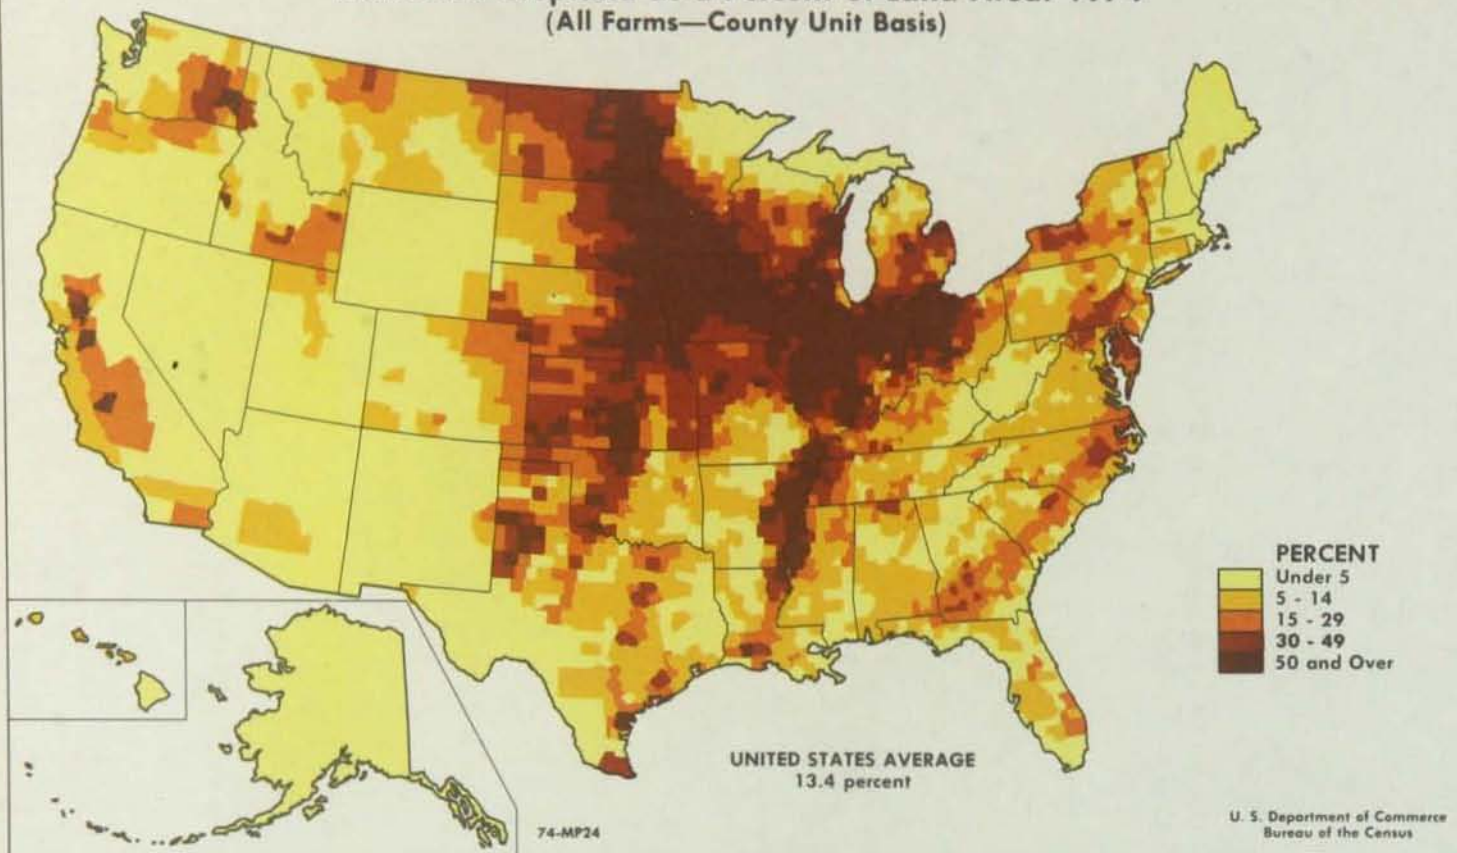 (All Farms—County Unit Basis)
PERCENT
Under 5
5 - 14
15 - 29
30 - 49
50 and Over
UNITED STATES AVERAGE
13.4 percent
74-MP24
U. S. Department of Commerce
Bureau of the Census